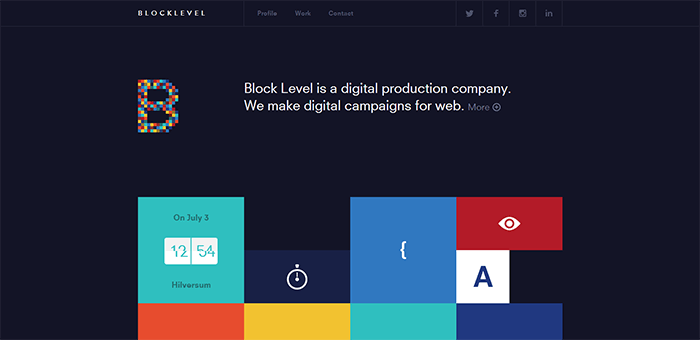 BLOCKLEVEL
Profile
Work
Contact
B
Block Level is a digital production company.
We make digital campaigns for web. More
On July 3
12 54
Hilversum
{
A